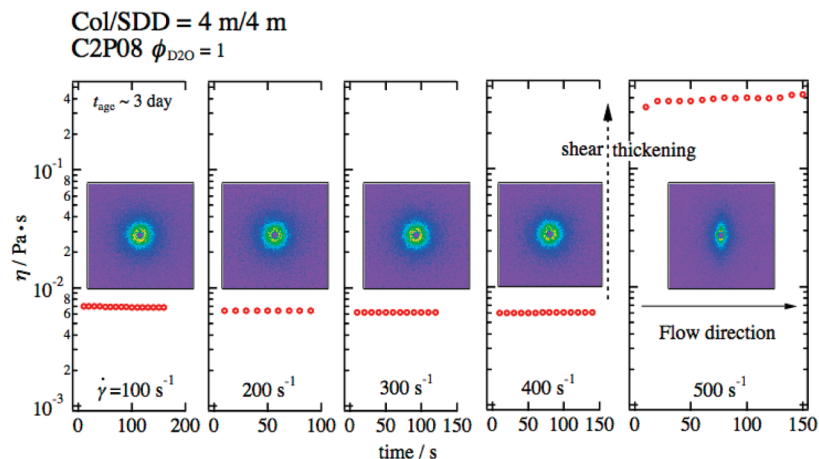 Col/SDD = 4 m/4 m
C2P08 ϕD2O = 1
tage ~ 3 day
shear thickening
η / Pa•s
4
2
10⁻¹
8
6
4
2
10⁻²
8
6
4
2
10⁻³
Flow direction
γ̇ =100 s⁻¹ 200 s⁻¹ 300 s⁻¹ 400 s⁻¹ 500 s⁻¹
0 100 200 0 50 100 0 50 100 150 0 50 100 150 0 50 100 150
time / s